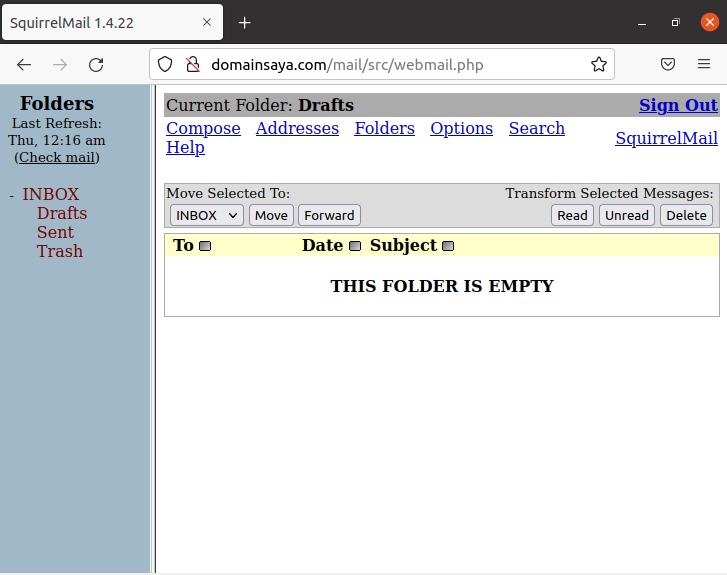 SquirrelMail 1.4.22
domainsaya.com/mail/src/webmail.php
Folders
Last Refresh:
Thu, 12:16 am
(Check mail)
- INBOX
Drafts
Sent
Trash
Current Folder: Drafts Sign Out
Compose Addresses Folders Options Search SquirrelMail
Help
Move Selected To: Transform Selected Messages:
INBOX Move Forward Read Unread Delete
To Date Subject
THIS FOLDER IS EMPTY